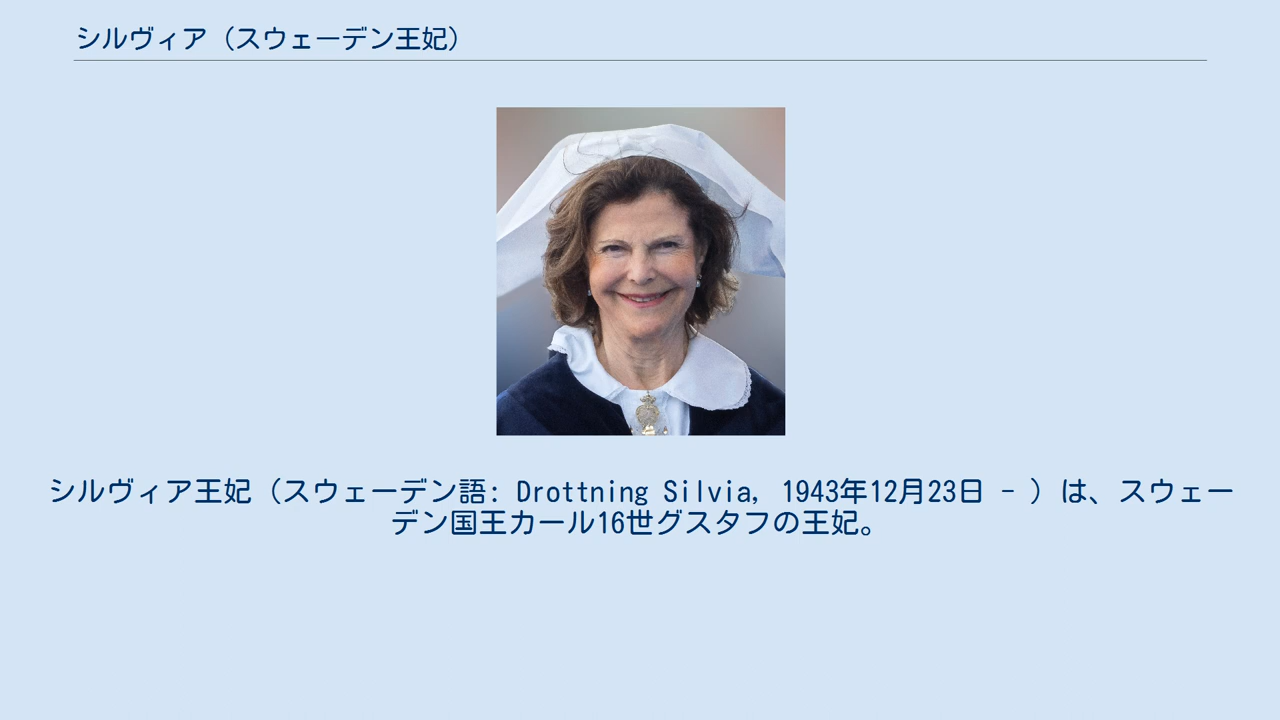 シルヴィア（スウェーデン王妃）
シルヴィア王妃（スウェーデン語: Drottning Silvia, 1943年12月23日 - ）は、スウェー
デン国王カール16世グスタフの王妃。